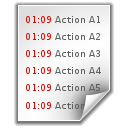 01:09 Action A1
01:09 Action A2
01:09 Action A3
01:09 Action A4
01:09 Action A5
01:09 Action